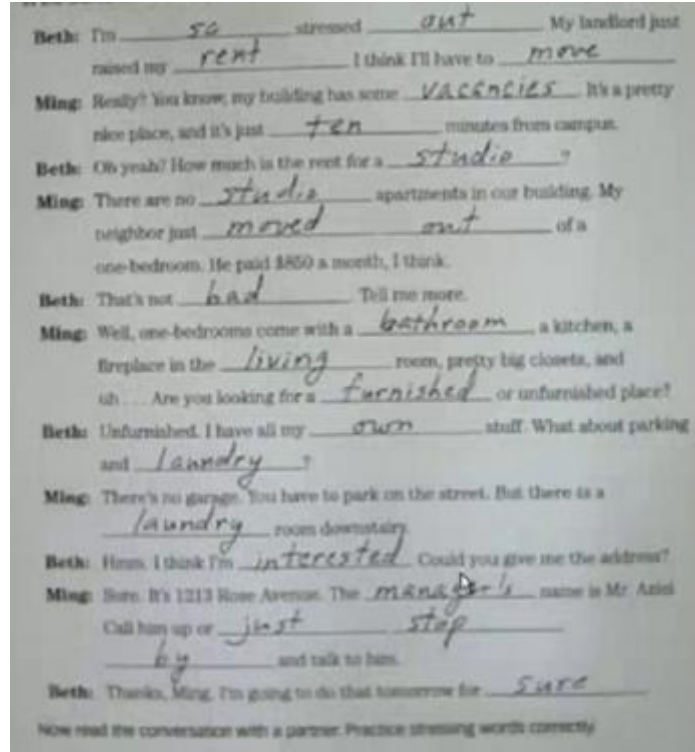 Beth: I'm so stressed out. My landlord just
raised my rent. I think I'll have to move
Ming: Really? You know, my building has some vacancies. It's a pretty
nice place, and it's just ten minutes from campus.
Beth: Oh yeah? How much is the rent for a studio?
Ming: There are no studio apartments in our building. My
neighbor just moved out of a
one-bedroom. He paid $850 a month, I think.
Beth: That's not bad. Tell me more.
Ming: Well, one-bedrooms come with a bathroom, a kitchen, a
fireplace in the living room, pretty big closets, and
uh . . . Are you looking for a furnished or unfurnished place?
Beth: Unfurnished. I have all my own stuff. What about parking
and laundry?
Ming: There's no garage. You have to park on the street. But there is a
laundry room downstairs.
Beth: Hmm. I think I'm interested. Could you give me the address?
Ming: Sure. It's 1213 Rose Avenue. The manager's name is Mr. Azizi
Call him up or just stop
by and talk to him.
Beth: Thanks, Ming. I'm going to do that tomorrow for sure
Now read the conversation with a partner. Practice stressing words correctly.